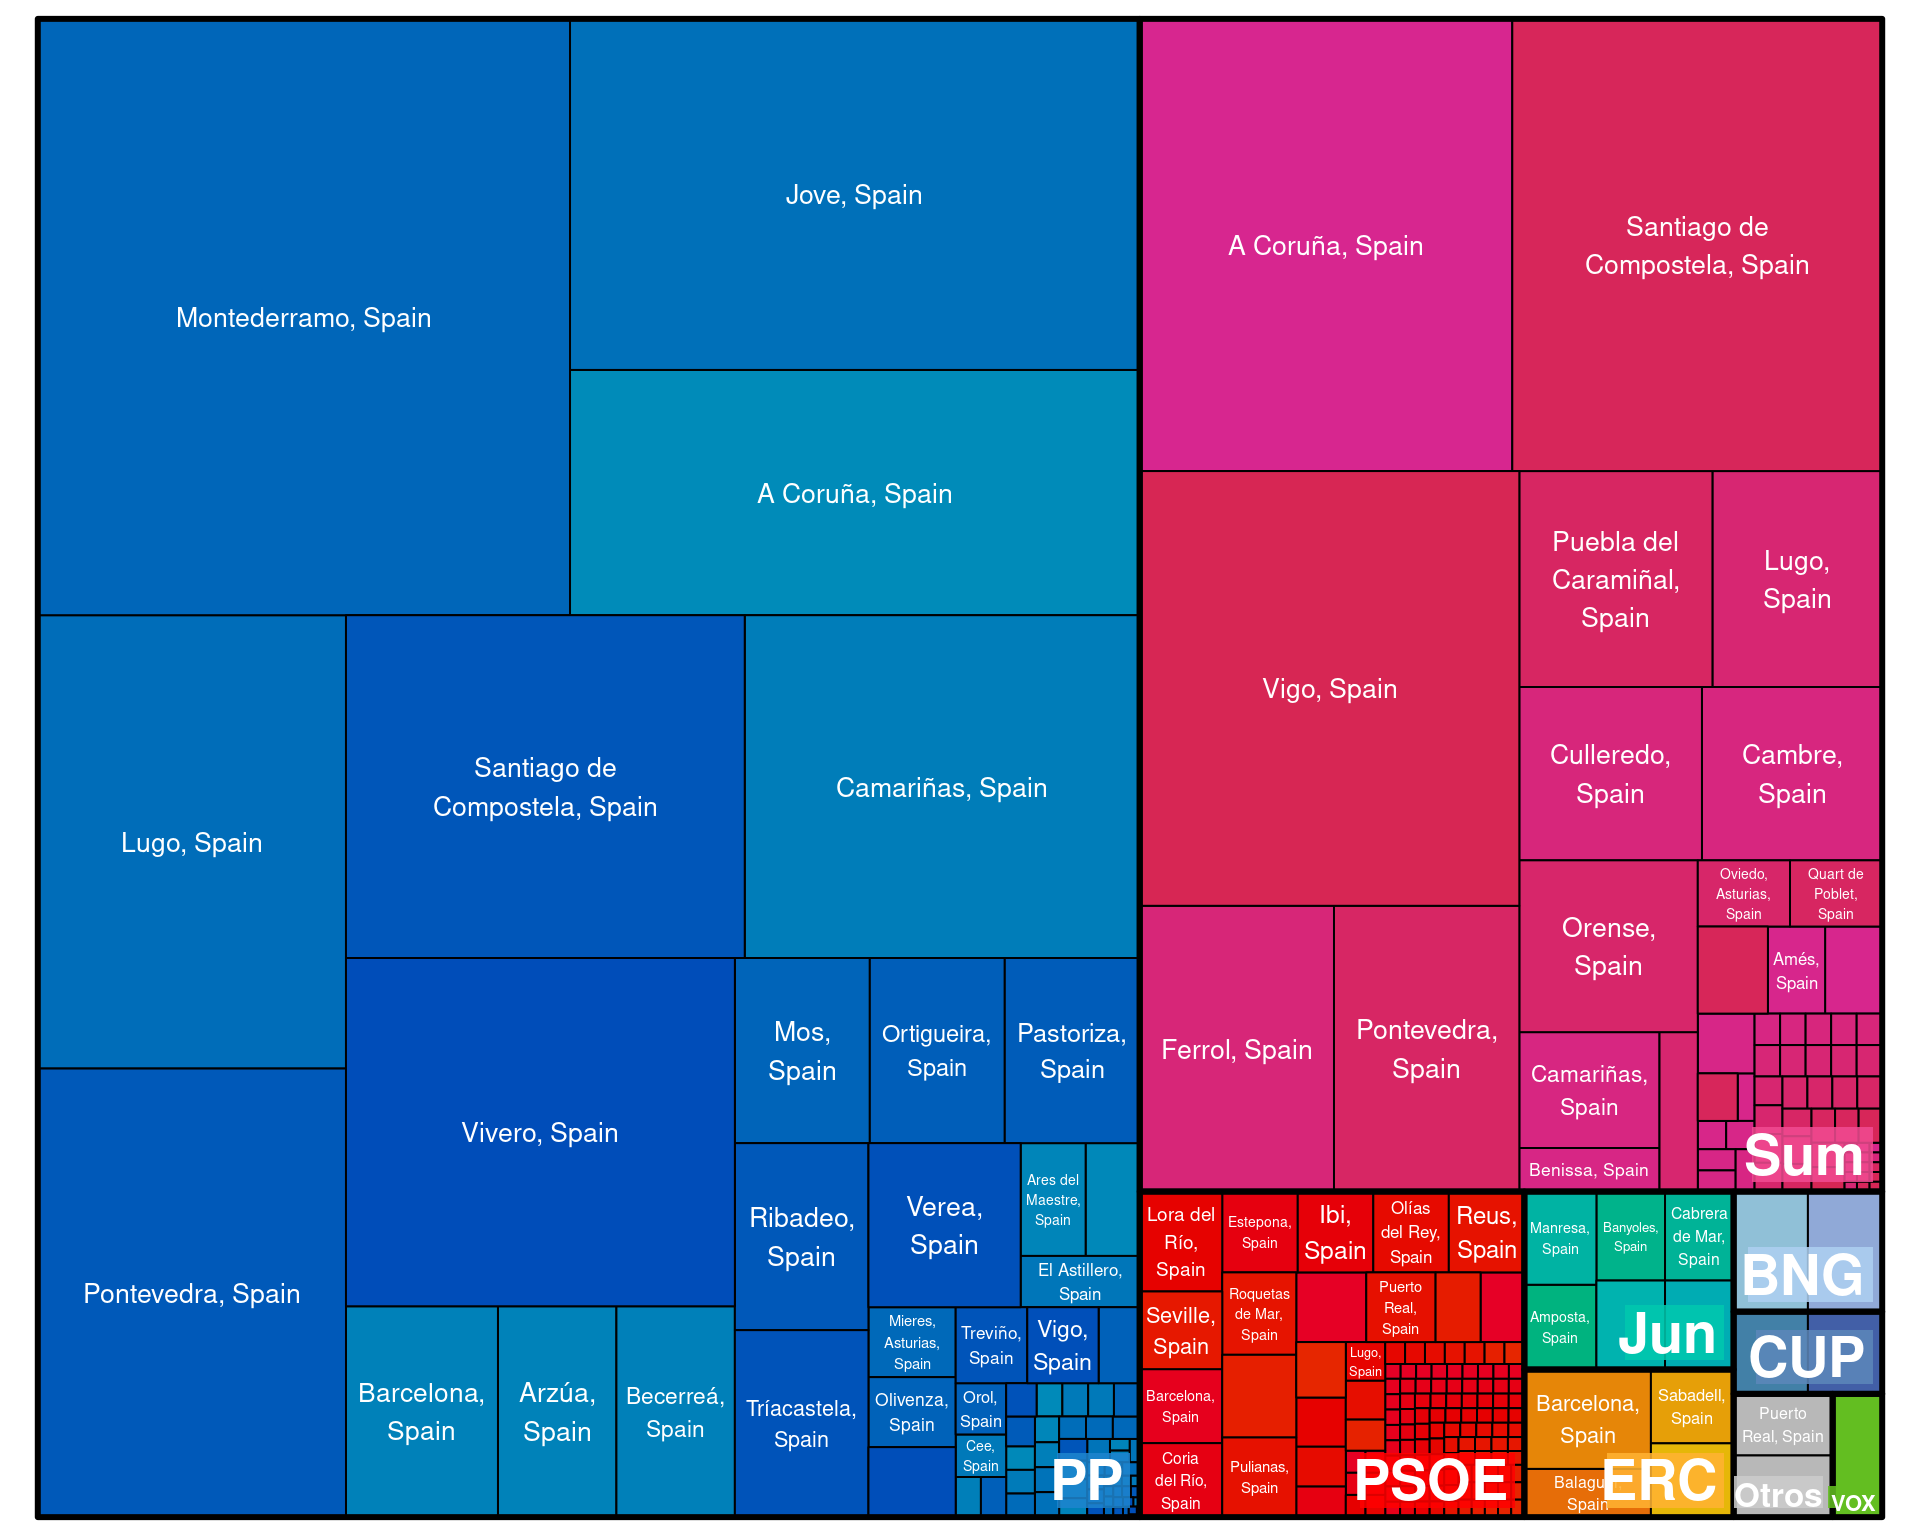 Montederramo, Spain
Jove, Spain
A Coruña, Spain
Lugo, Spain
Santiago de
Compostela, Spain
Camariñas, Spain
Pontevedra, Spain
Vivero, Spain
Mos,
Spain
Ortigueira,
Spain
Pastoriza,
Spain
Barcelona,
Spain
Arzúa,
Spain
Becerreá,
Spain
Ribadeo,
Spain
Tríacastela,
Spain
Verea,
Spain
Ares del
Maestre,
Spain
El Astillero,
Spain
Mieres,
Asturias,
Spain
Olivenza,
Spain
Treviño,
Spain
Vigo,
Spain
Orol,
Spain
Cee,
Spain
PP
A Coruña, Spain
Santiago de
Compostela, Spain
Vigo, Spain
Puebla del
Caramiñal,
Spain
Lugo,
Spain
Culleredo,
Spain
Cambre,
Spain
Ferrol, Spain
Pontevedra,
Spain
Orense,
Spain
Oviedo,
Asturias,
Spain
Quart de
Poblet,
Spain
Amés,
Spain
Camariñas,
Spain
Benissa, Spain
Sum
Lora del
Río,
Spain
Seville,
Spain
Barcelona,
Spain
Coria
del Río,
Spain
Estepona,
Spain
Ibi,
Spain
Olías
del Rey,
Spain
Reus,
Spain
Roquetas
de Mar,
Spain
Puerto
Real,
Spain
Lugo,
Spain
Pulianas,
Spain
PSOE
Manresa,
Spain
Banyoles,
Spain
Cabrera
de Mar,
Spain
Amposta,
Spain
Jun
Barcelona,
Spain
Sabadell,
Spain
Balagu
Spain
ERC
BNG
CUP
Puerto
Real, Spain
Otros
VOX